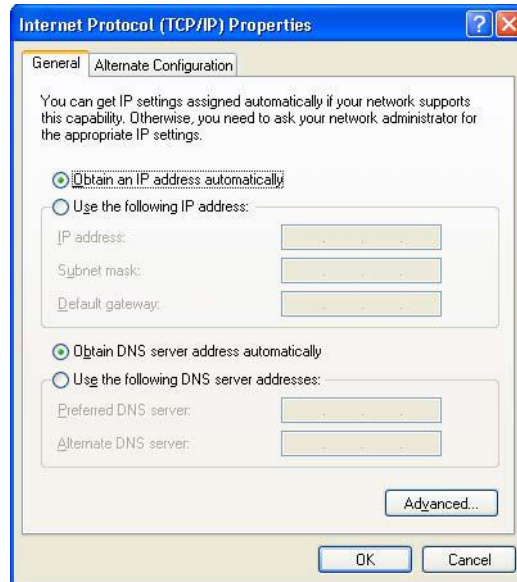 Internet Protocol (TCP/IP) Properties
General
Alternate Configuration
You can get IP settings assigned automatically if your network supports
this capability. Otherwise, you need to ask your network administrator for
the appropriate IP settings.
Obtain an IP address automatically
Use the following IP address:
IP address:
Subnet mask:
Default gateway:
Obtain DNS server address automatically
Use the following DNS server addresses:
Preferred DNS server:
Alternate DNS server:
Advanced...
OK
Cancel